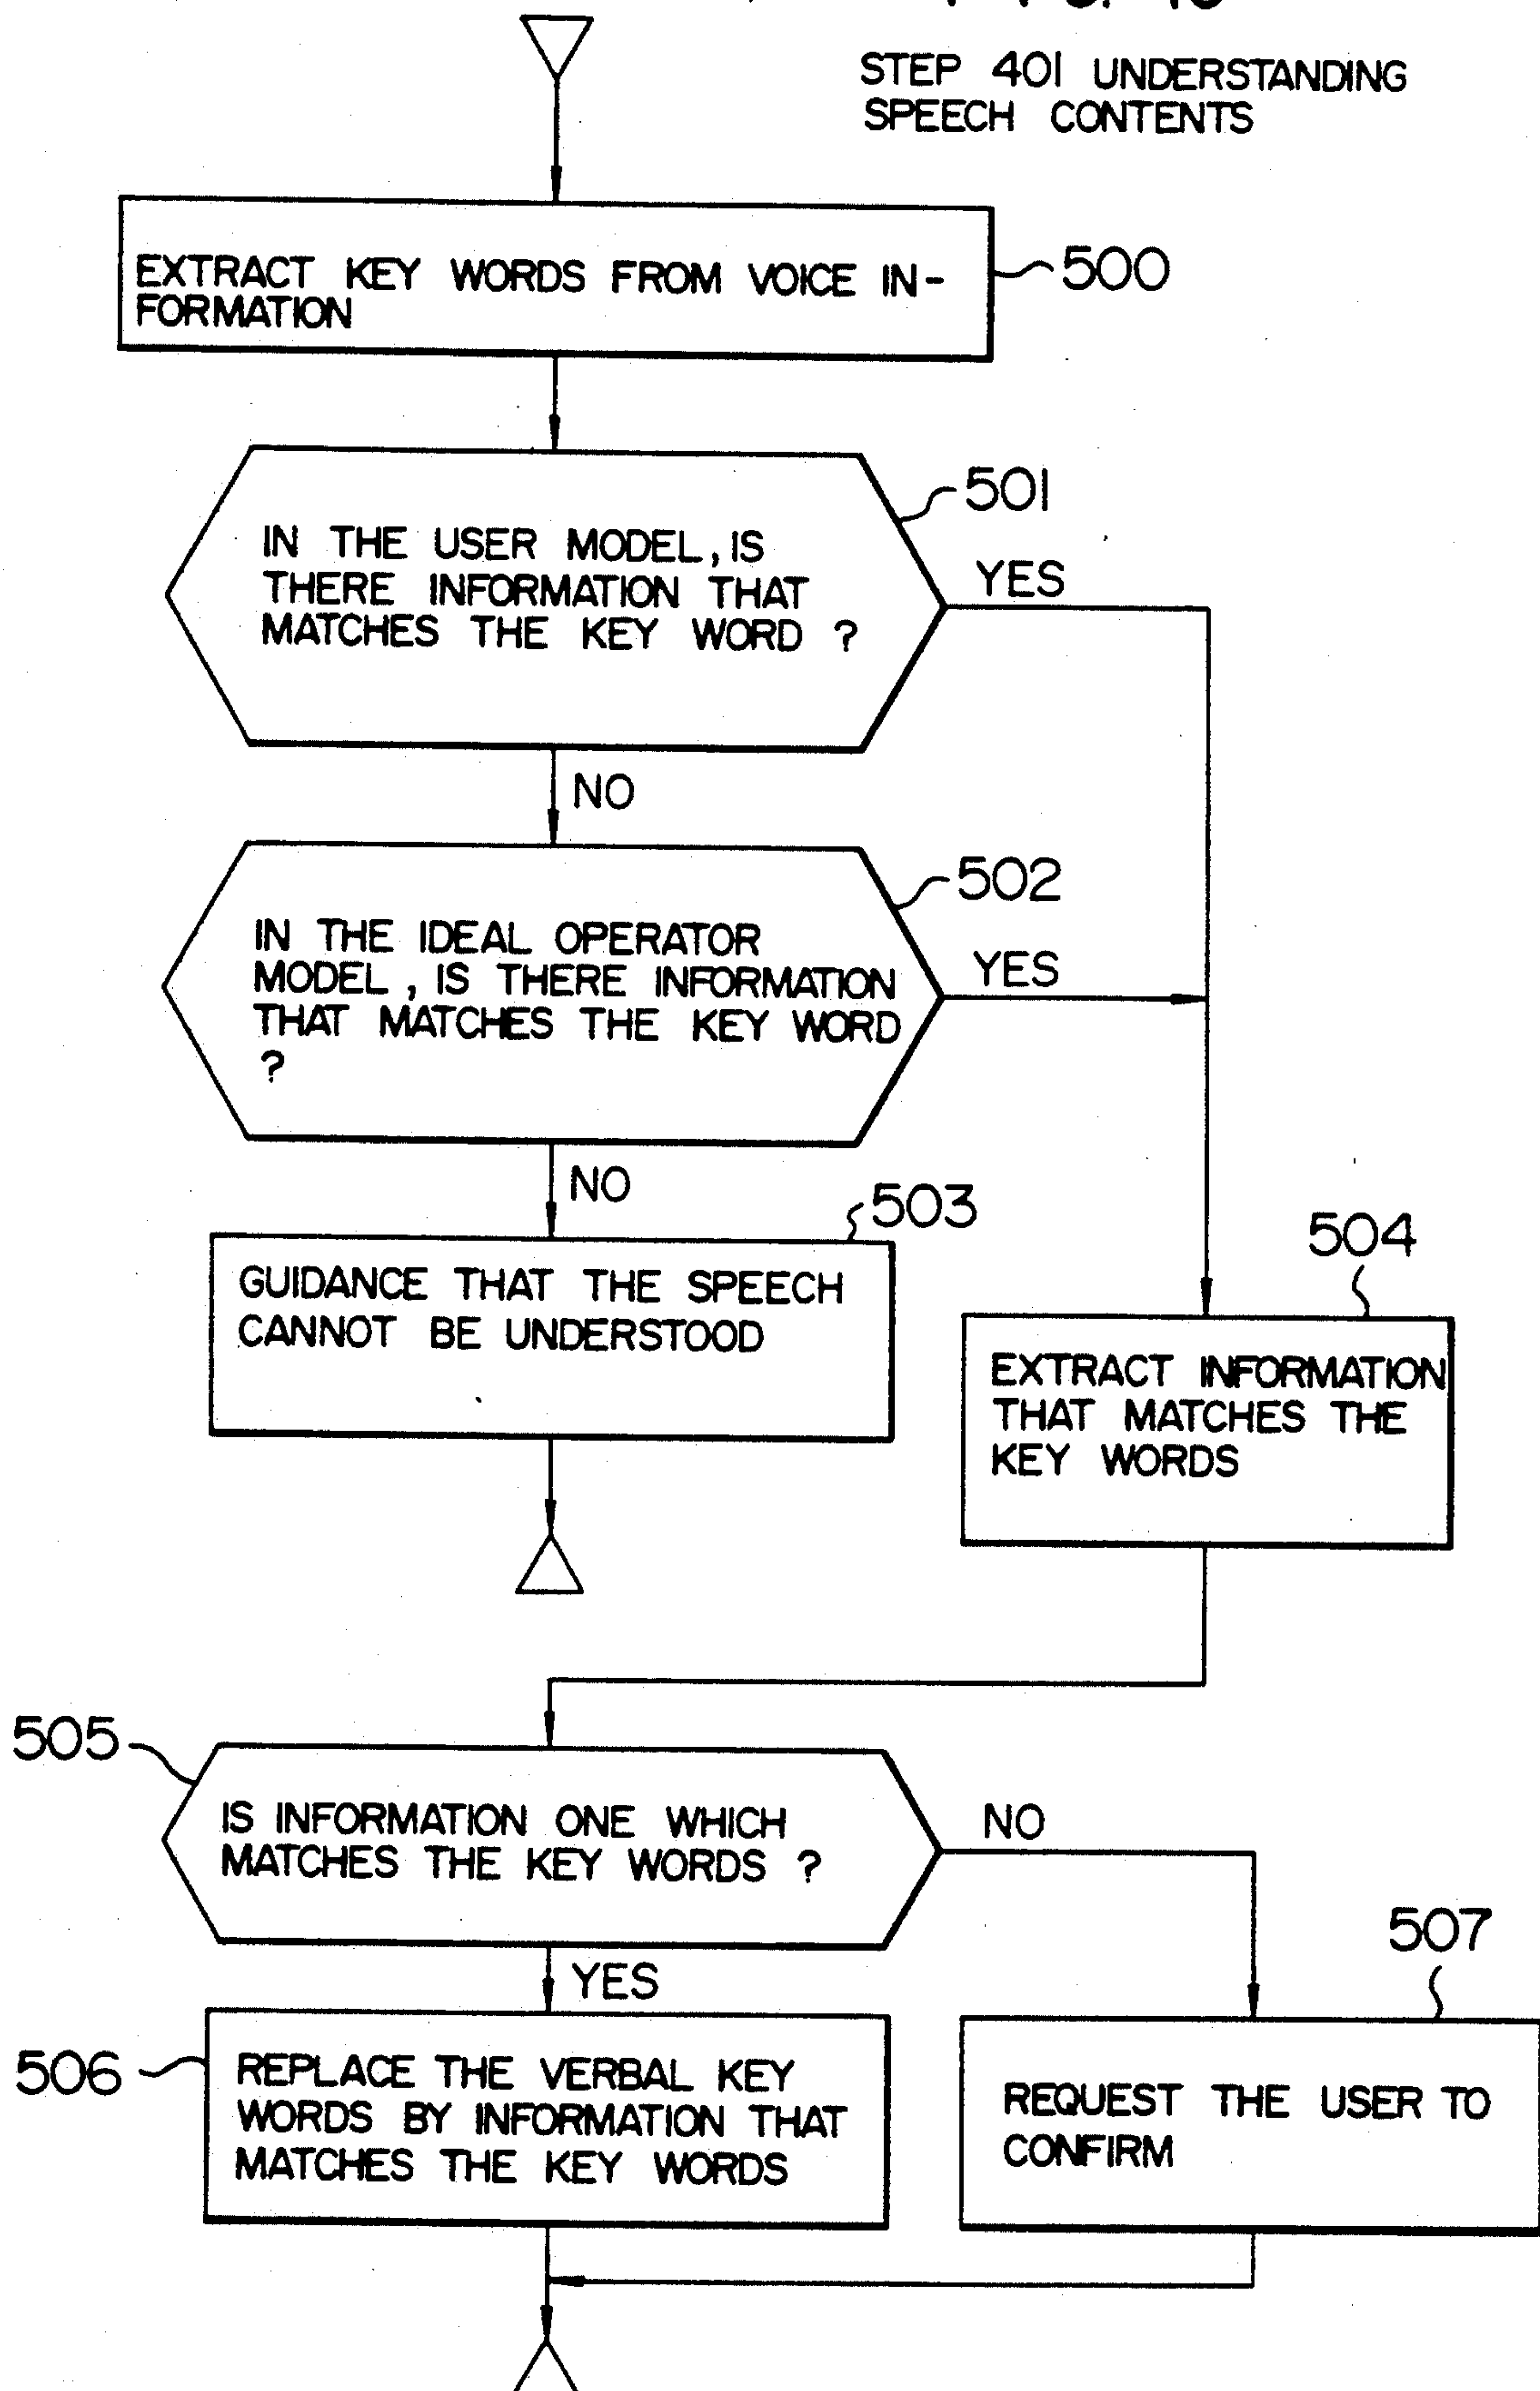 STEP 401 UNDERSTANDING
SPEECH CONTENTS
EXTRACT KEY WORDS FROM VOICE IN-
FORMATION
500
501
IN THE USER MODEL, IS
THERE INFORMATION THAT
MATCHES THE KEY WORD ?
YES
NO
502
IN THE IDEAL OPERATOR
MODEL, IS THERE INFORMATION
THAT MATCHES THE KEY WORD
?
YES
NO
503
GUIDANCE THAT THE SPEECH
CANNOT BE UNDERSTOOD
504
EXTRACT INFORMATION
THAT MATCHES THE
KEY WORDS
505
IS INFORMATION ONE WHICH
MATCHES THE KEY WORDS ?
NO
YES
506
REPLACE THE VERBAL KEY
WORDS BY INFORMATION THAT
MATCHES THE KEY WORDS
507
REQUEST THE USER TO
CONFIRM